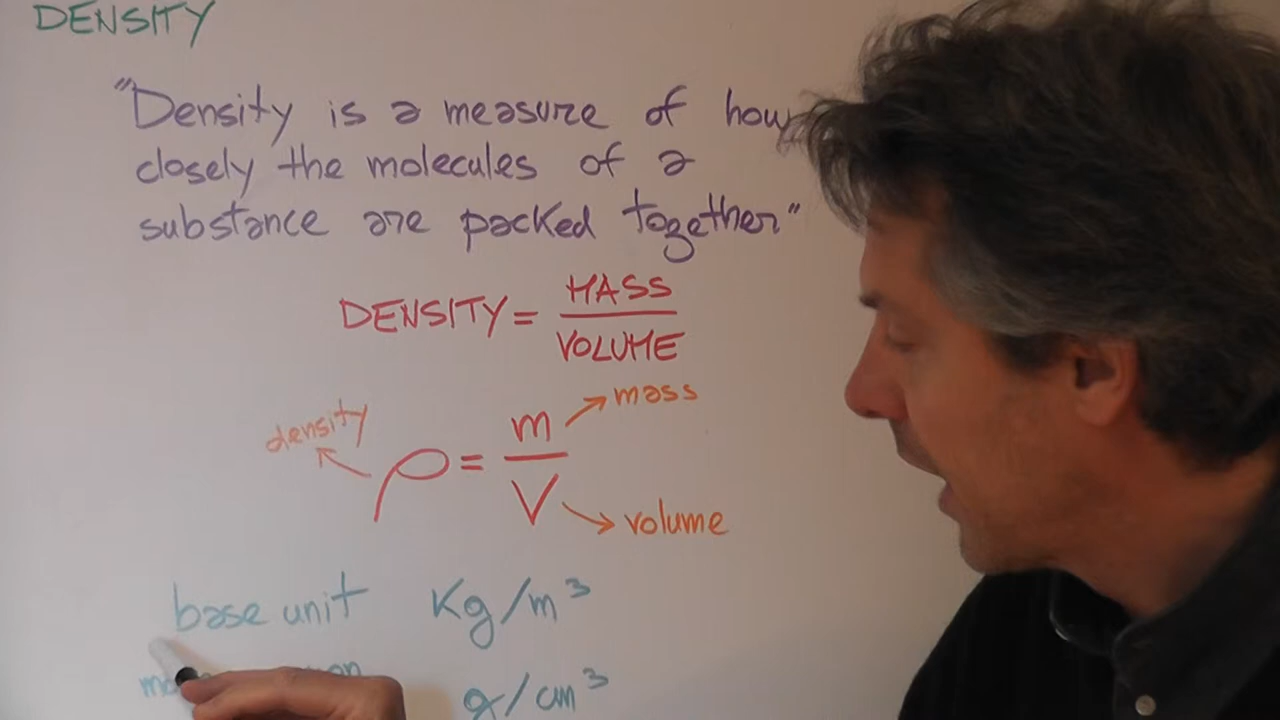 DENSITY
"Density is a measure of how
closely the molecules of a
substance are packed together"
DENSITY = MASS
VOLUME
density
ρ = m
V
mass
volume
base unit Kg/m³
g/cm³